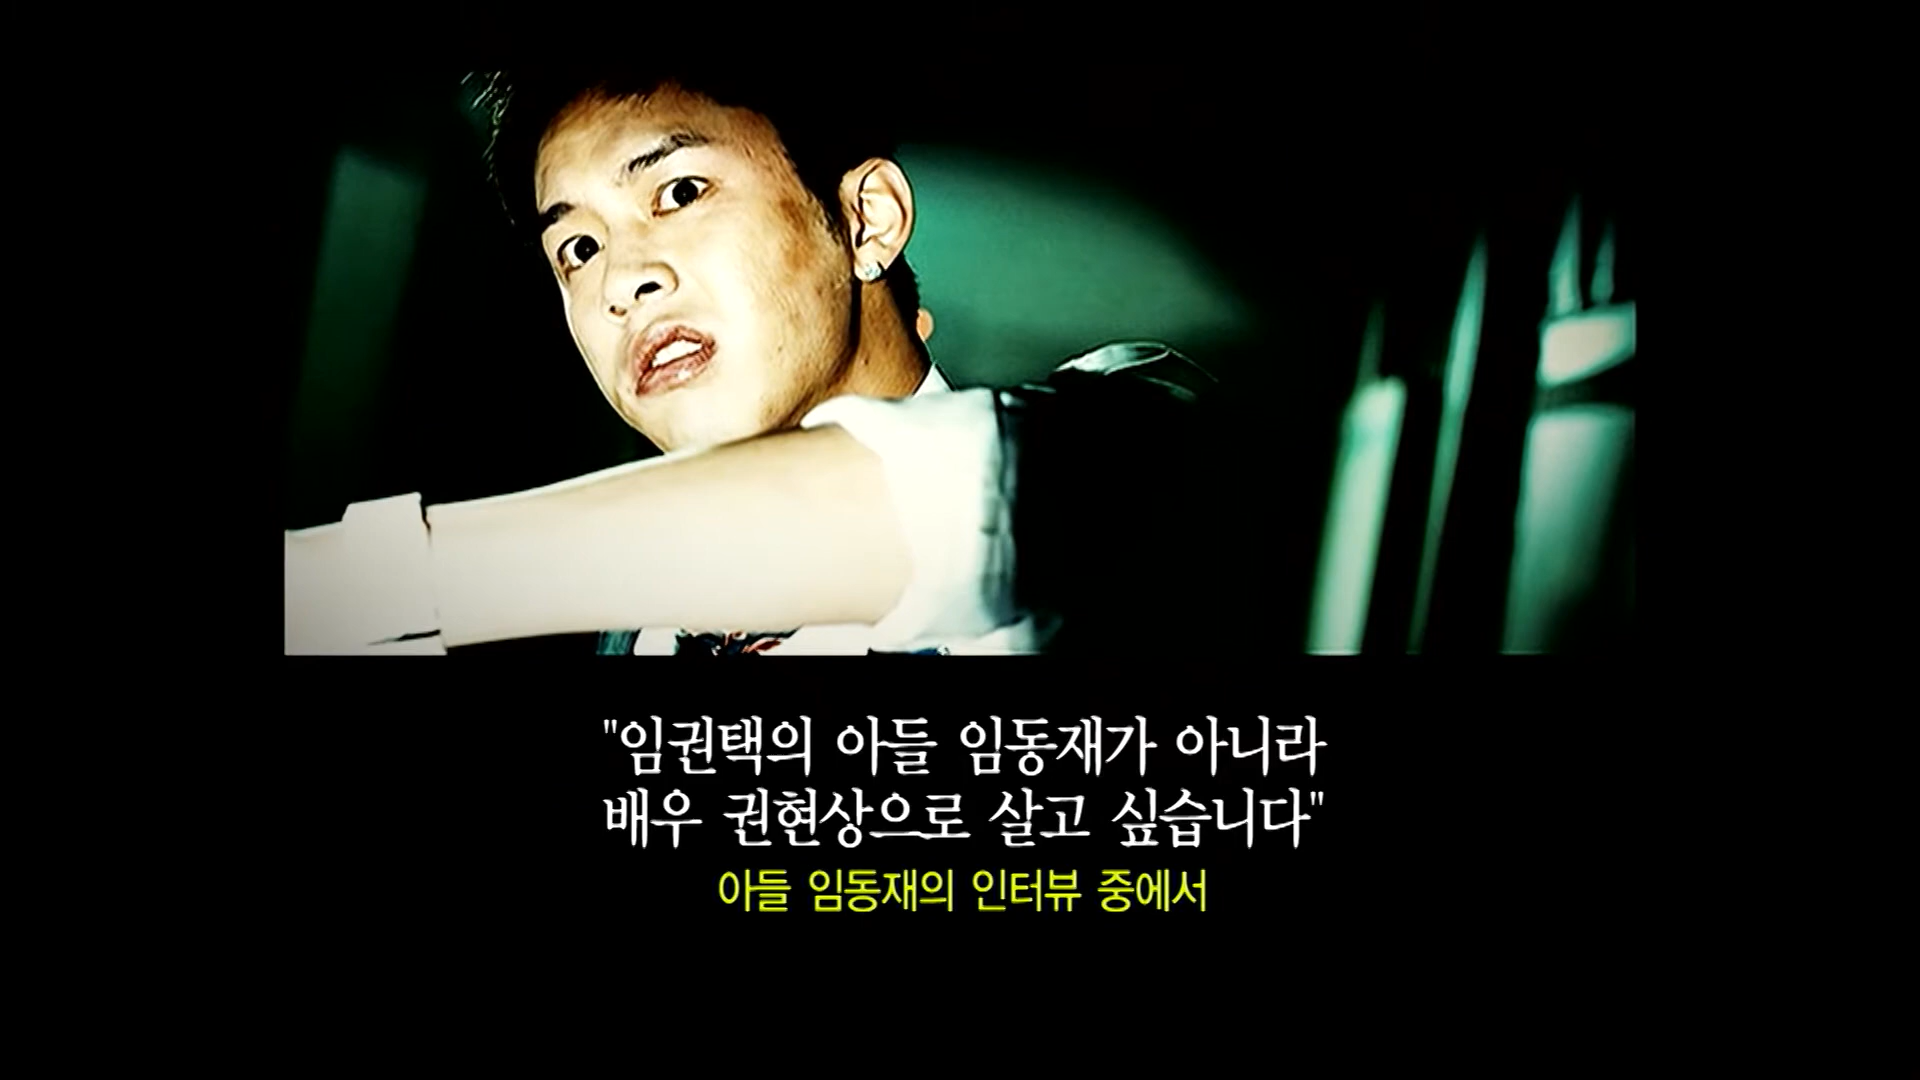 "임권택의 아들 임동재가 아니라
배우 권현상으로 살고 싶습니다"
아들 임동재의 인터뷰 중에서